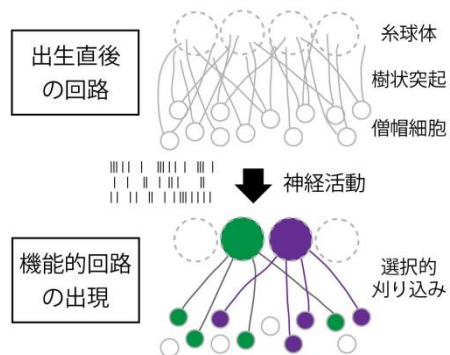 出生直後
の回路
糸球体
樹状突起
僧帽細胞
神経活動
機能的回路
の出現
選択的
刈り込み